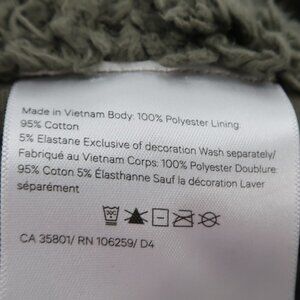 Made in Vietnam Body: 100% Polyester Lining:
95% Cotton
5% Elastane Exclusive of decoration Wash separately/
Fabriqué au Vietnam Corps: 100% Polyester Doublure:
95% Coton 5% Élasthanne Sauf la décoration Laver
séparément
CA 35801/ RN 106259/ D4